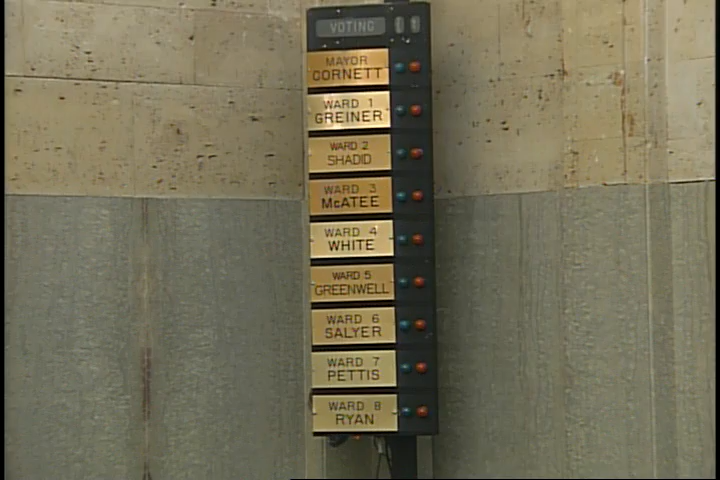 VOTING
MAYOR
CORNETT
WARD 1
GREINER
WARD 2
SHADID
WARD 3
McATEE
WARD 4
WHITE
WARD 5
GREENWELL
WARD 6
SALYER
WARD 7
PETTIS
WARD 8
RYAN